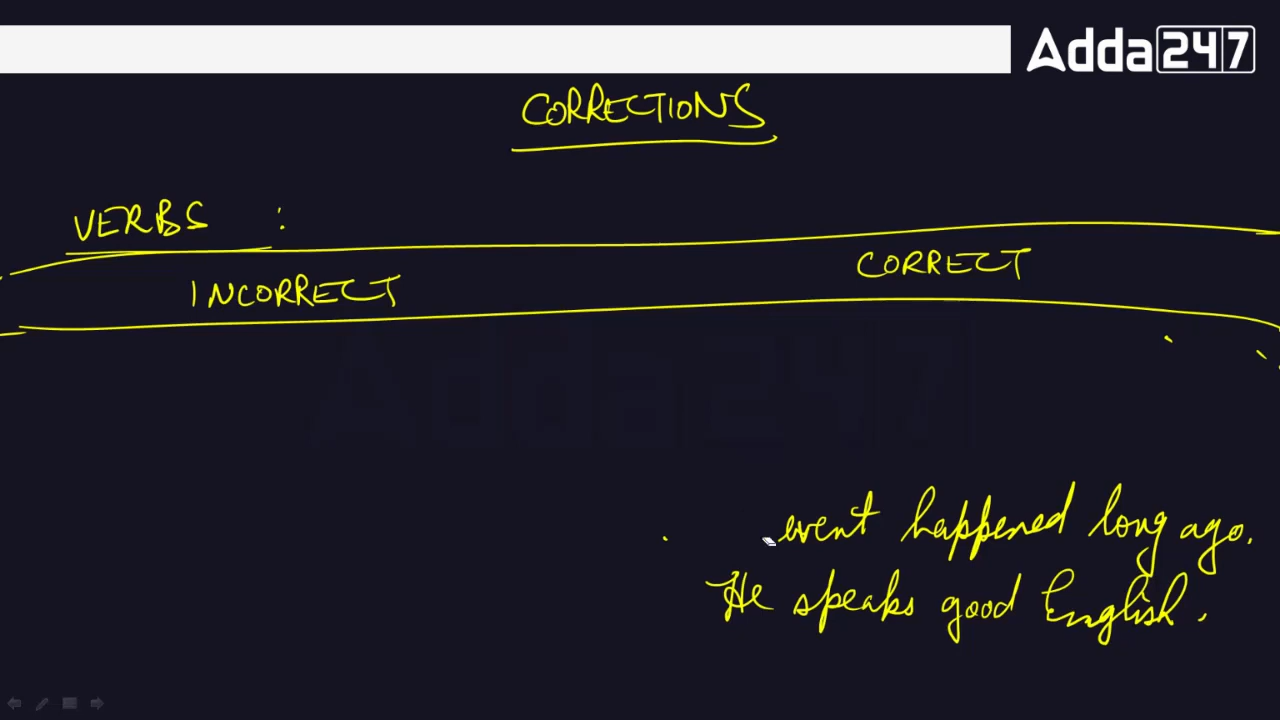 Adda247
CORRECTIONS
VERBS :
INCORRECT CORRECT
event happened long ago.
He speaks good English.